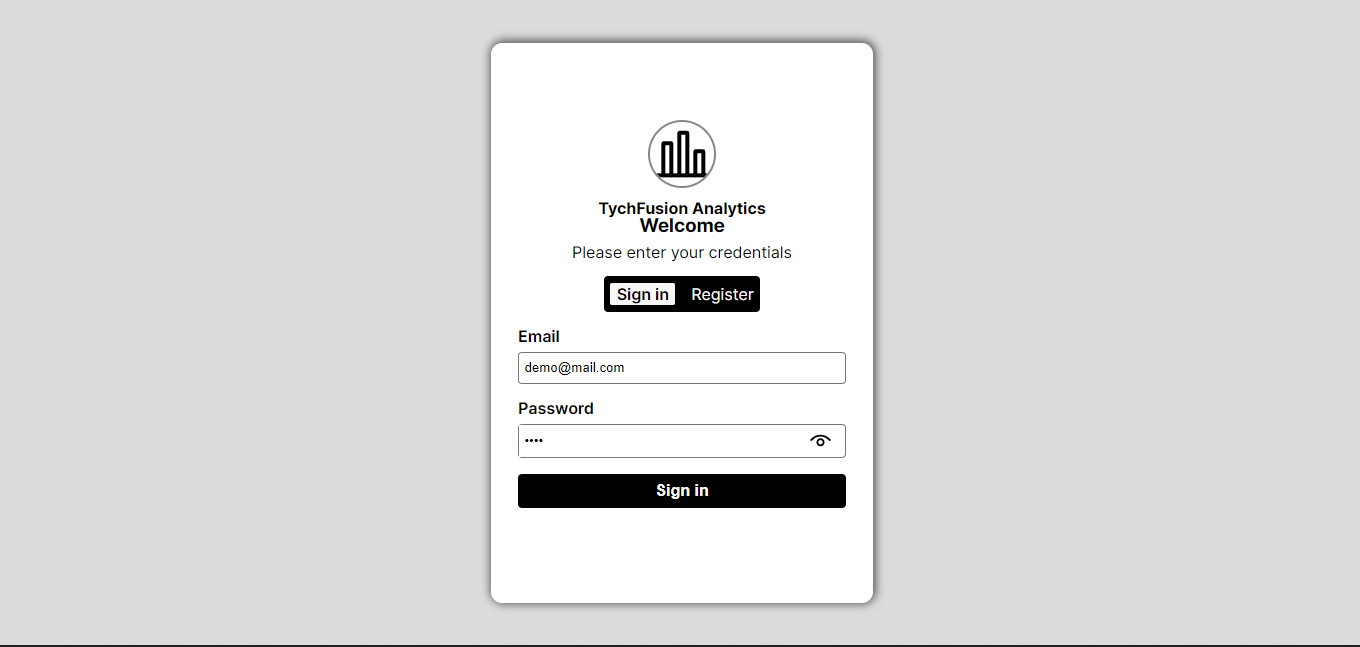 TychFusion Analytics
Welcome
Please enter your credentials
Sign in Register
Email
demo@mail.com
Password
••••
Sign in